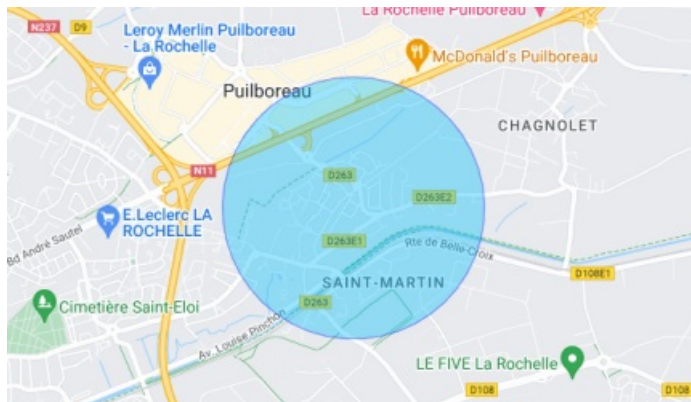 La Rochelle Puilboreau
N237
D9
Leroy Merlin Puilboreau
- La Rochelle
McDonald's Puilboreau
Puilboreau
CHAGNOLET
N11
D263
D263E2
E.Leclerc LA
ROCHELLE
Bd André Sautel
D263E1
Rte de Belle-Croix
D108E1
SAINT-MARTIN
D263
Cimetière Saint-Eloi
Av. Louise Pinchon
LE FIVE La Rochelle
D108
D108